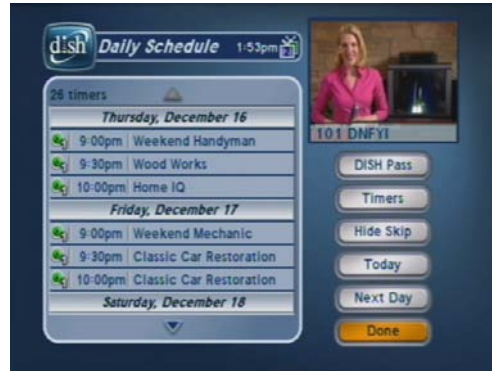 dish Daily Schedule 1:53pm
26 timers
Thursday, December 16
9:00pm Weekend Handyman
9:30pm Wood Works
10:00pm Home IQ
Friday, December 17
9:00pm Weekend Mechanic
9:30pm Classic Car Restoration
10:00pm Classic Car Restoration
Saturday, December 18
101 DNFYI
DISH Pass
Timers
Hide Skip
Today
Next Day
Done